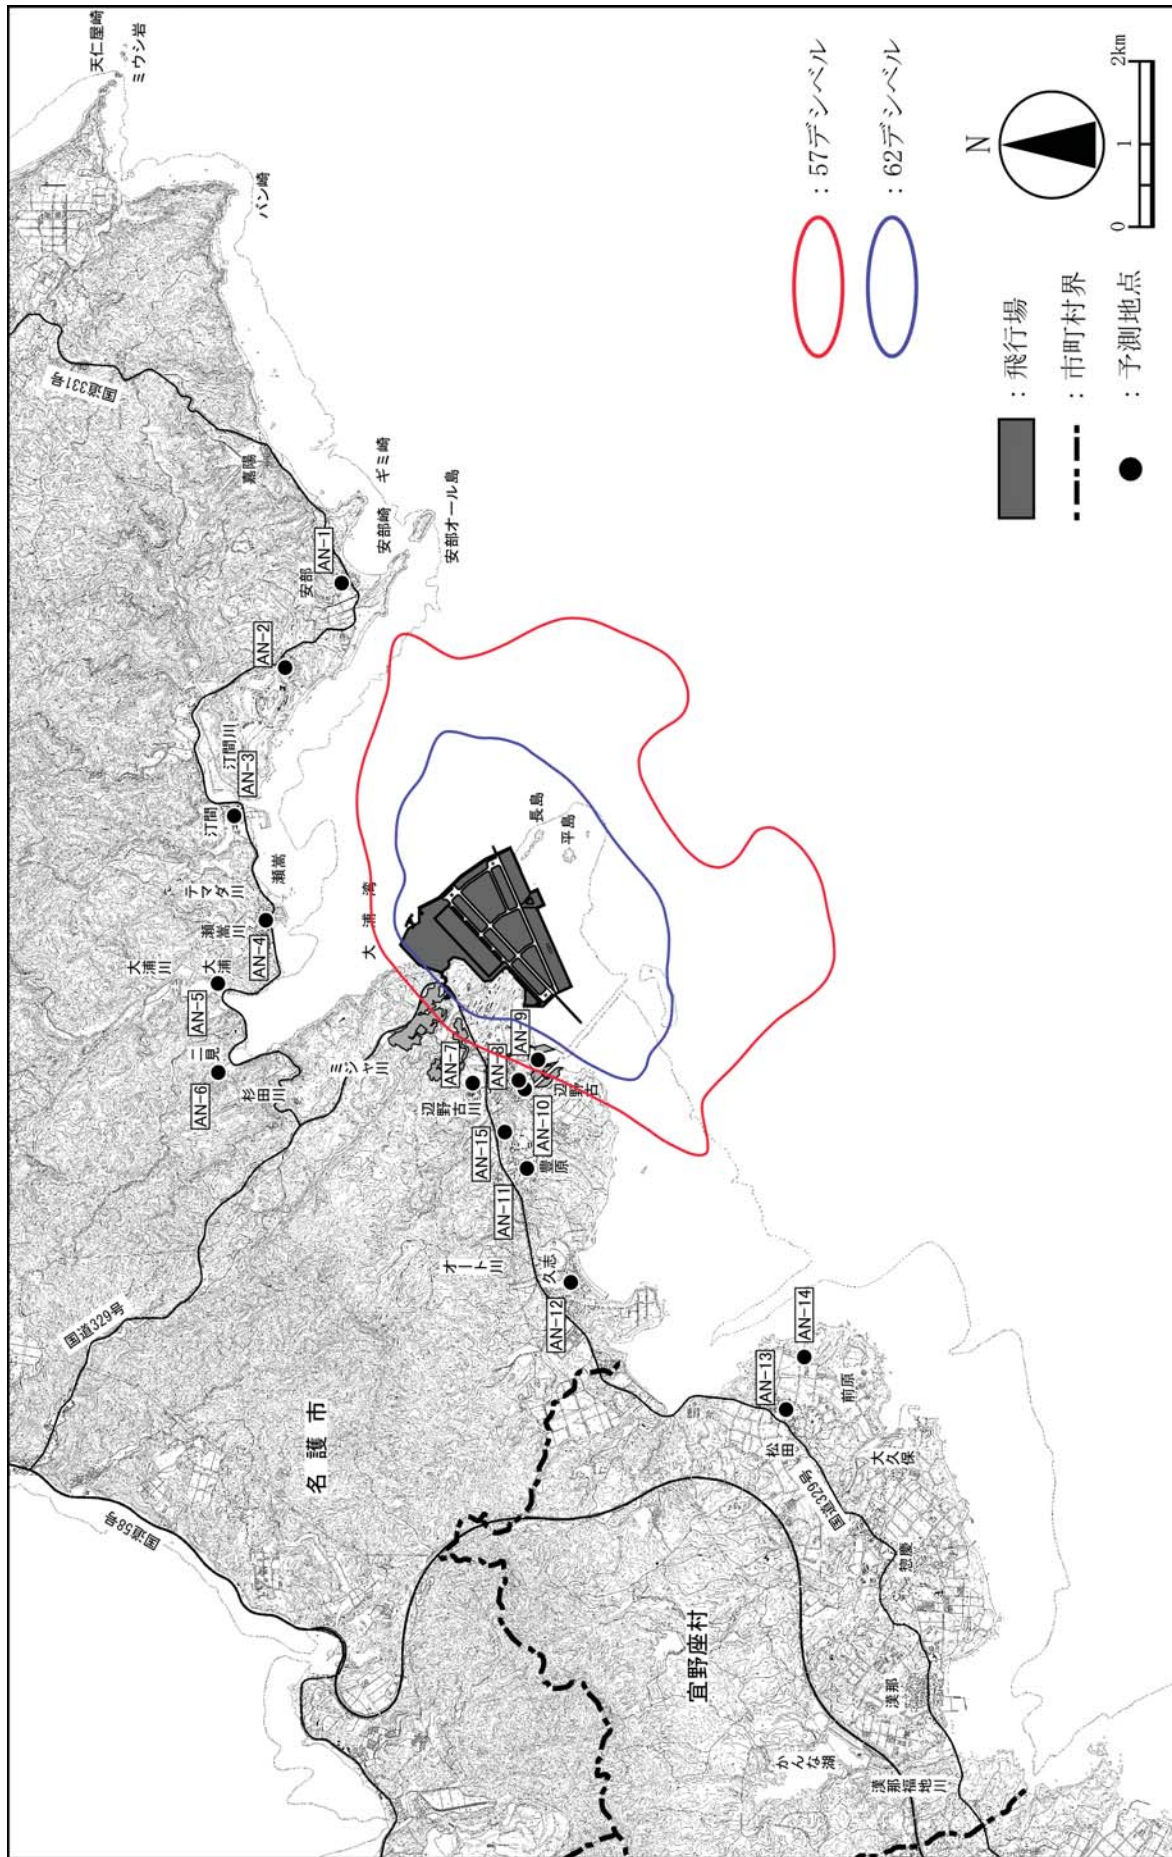 天仁屋崎
ミウシ岩
バン崎
国道331号
嘉陽
ギミ崎
安部崎
安部オール島
安部
AN-1
AN-2
汀間川
AN-3
汀間
テマダ川
瀬嵩
瀬嵩川
AN-4
大浦川
大浦
AN-5
二見
AN-6
杉田川
大浦湾
長島
平島
ミジャ川
AN-7
辺野古川
AN-8
AN-9
辺野古
AN-10
AN-15
豊原
AN-11
オート川
久志
AN-12
国道329号
名護市
国道58号
AN-14
AN-13
前原
松田
大久保
国道329号
惣慶
宜野座村
漢那
かんな湖
漢那福地川
：57デシベル
：62デシベル
N
0 1 2km
：飛行場
：市町村界
：予測地点